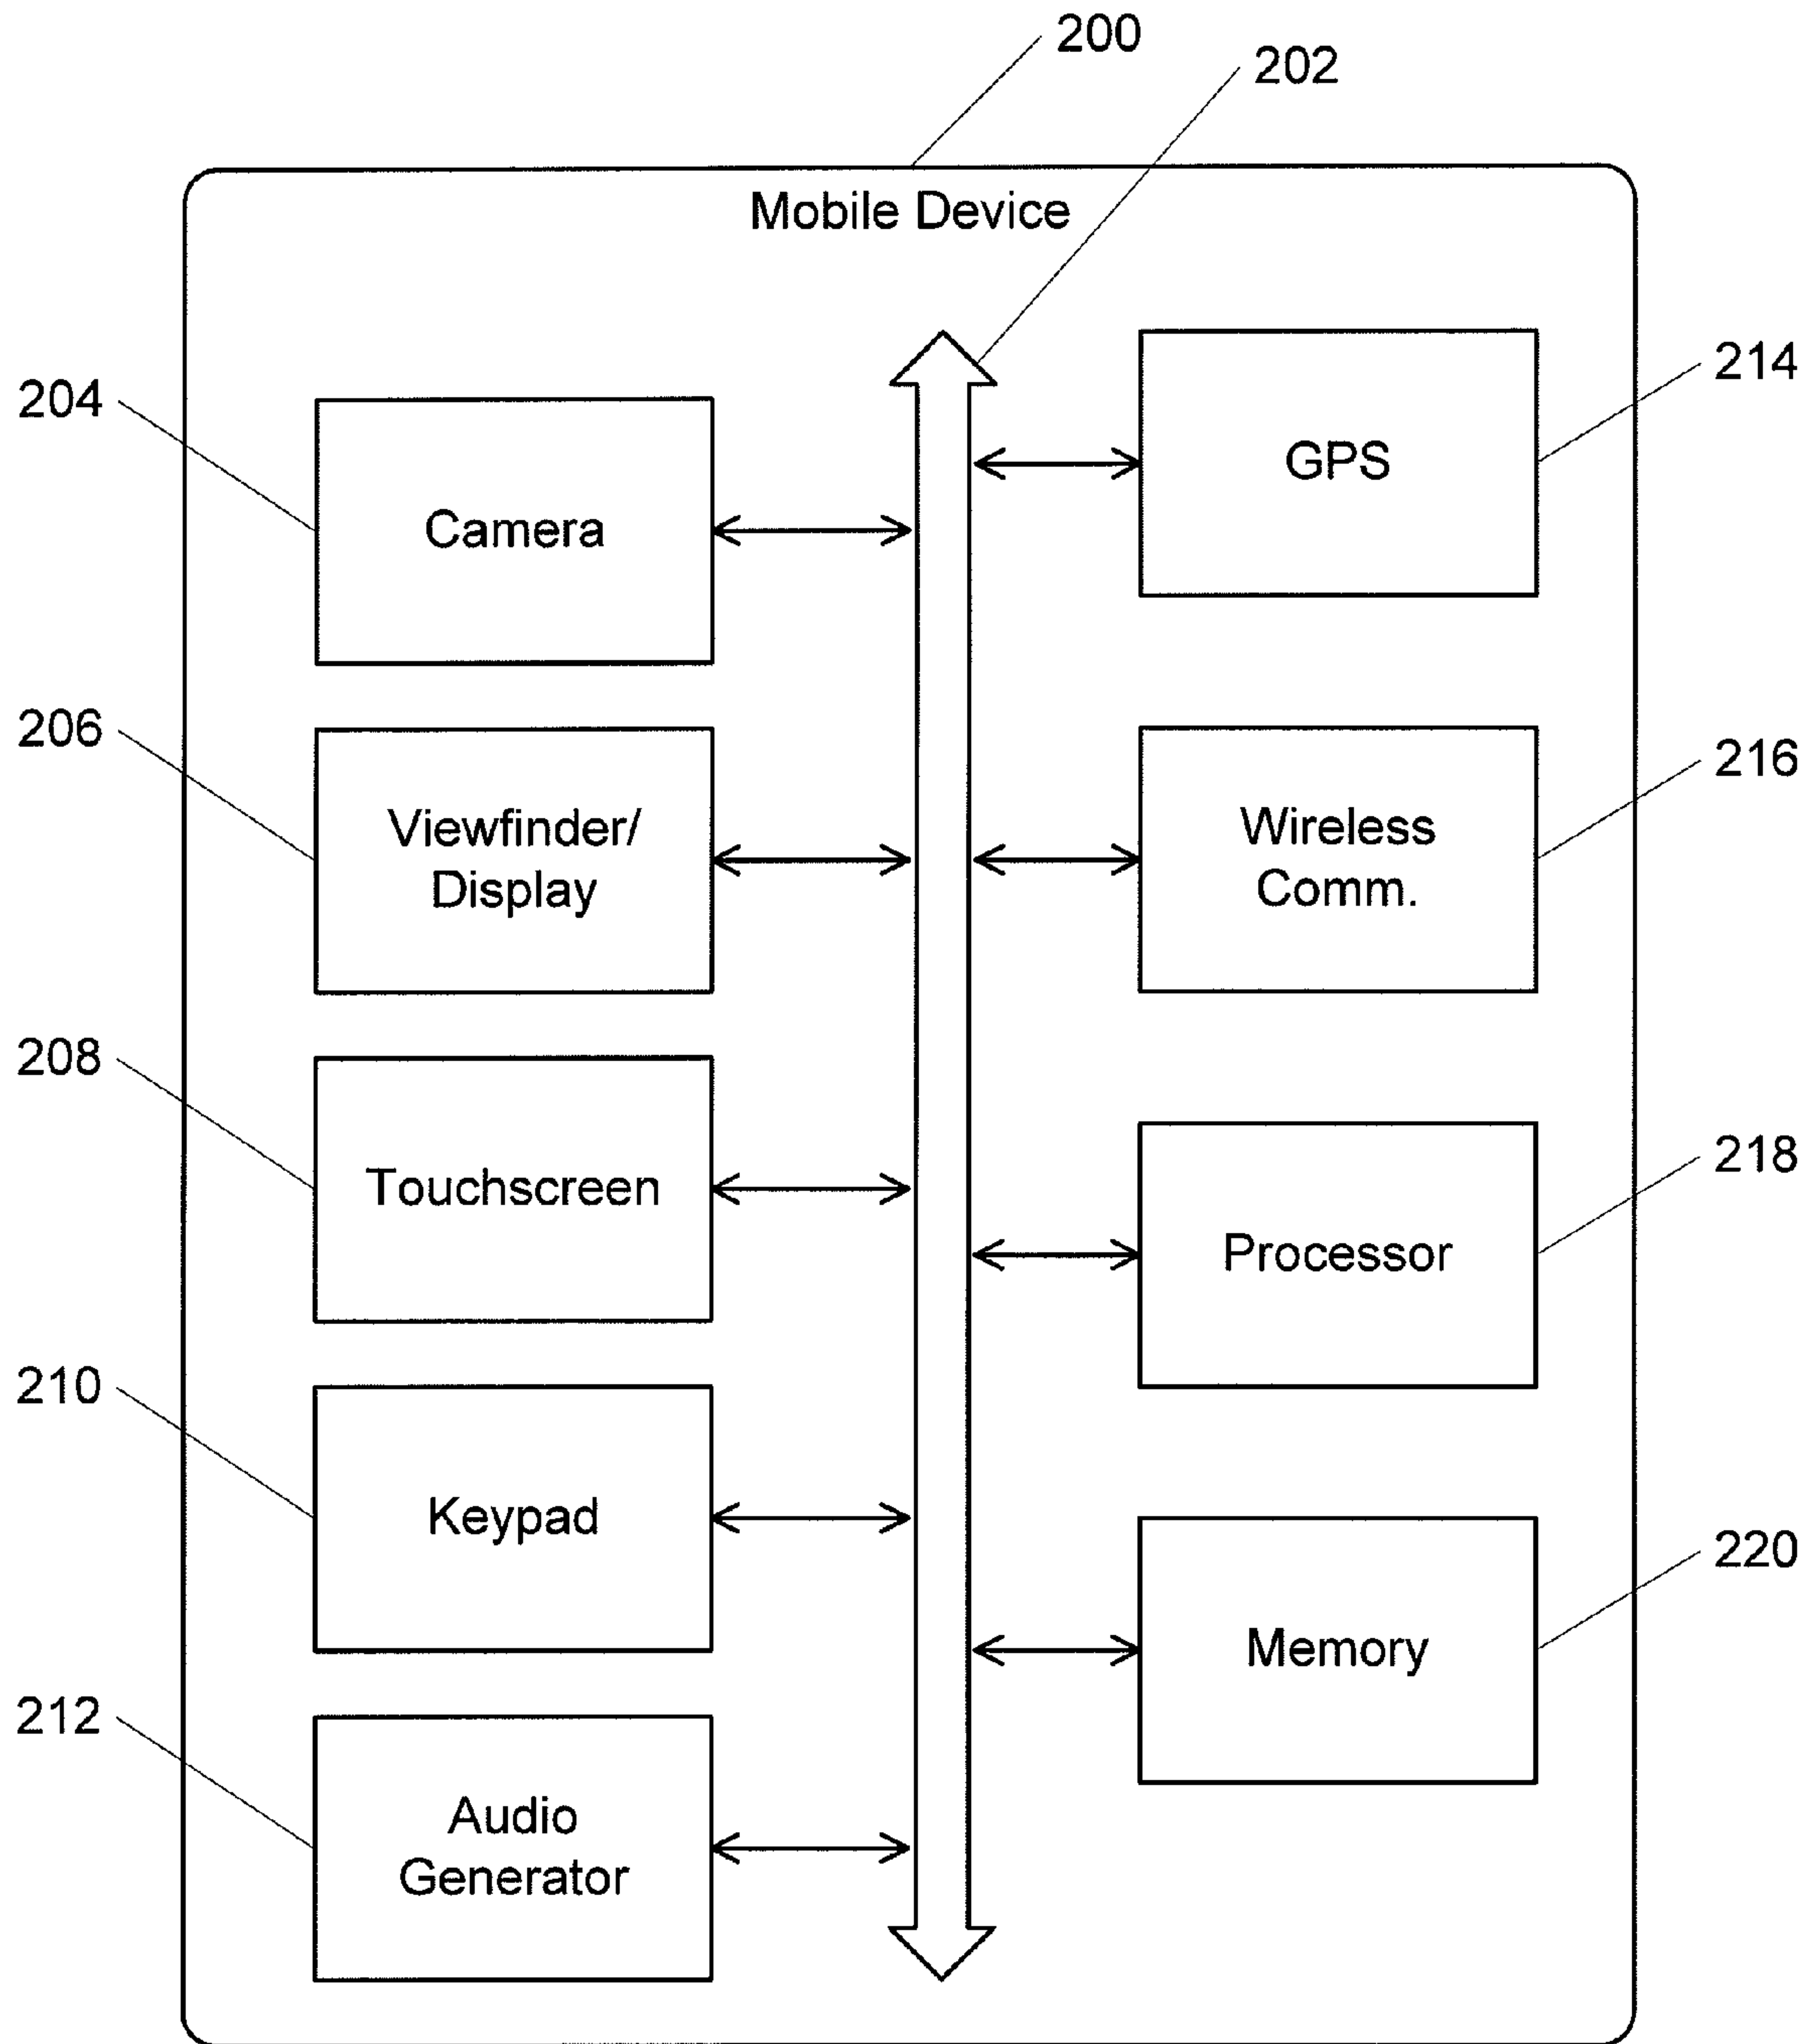 200
202
Mobile Device
204
Camera
GPS
214
206
Viewfinder/
Display
Wireless
Comm.
216
208
Touchscreen
Processor
218
210
Keypad
Memory
220
212
Audio
Generator